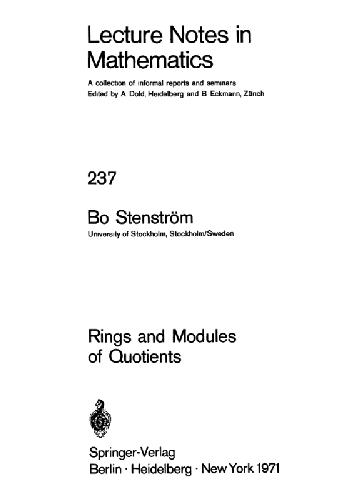 Lecture Notes in
Mathematics
A collection of informal reports and seminars
Edited by A. Dold, Heidelberg and B. Eckmann, Zürich
237
Bo Stenström
University of Stockholm, Stockholm/Sweden
Rings and Modules
of Quotients
Springer-Verlag
Berlin · Heidelberg · New York 1971